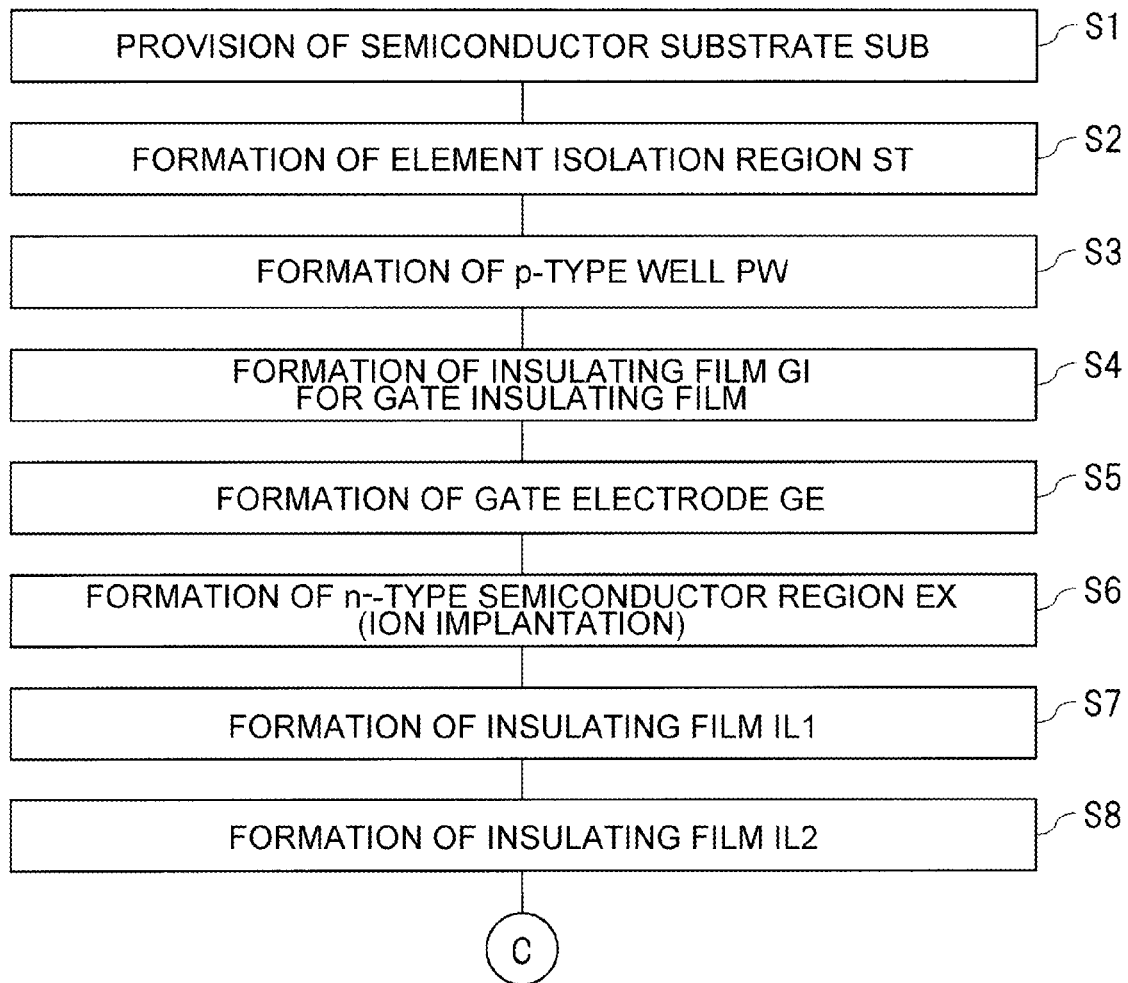 PROVISION OF SEMICONDUCTOR SUBSTRATE SUB
S1
FORMATION OF ELEMENT ISOLATION REGION ST
S2
FORMATION OF p-TYPE WELL PW
S3
FORMATION OF INSULATING FILM GI
FOR GATE INSULATING FILM
S4
FORMATION OF GATE ELECTRODE GE
S5
FORMATION OF n--TYPE SEMICONDUCTOR REGION EX
(ION IMPLANTATION)
S6
FORMATION OF INSULATING FILM IL1
S7
FORMATION OF INSULATING FILM IL2
S8
C